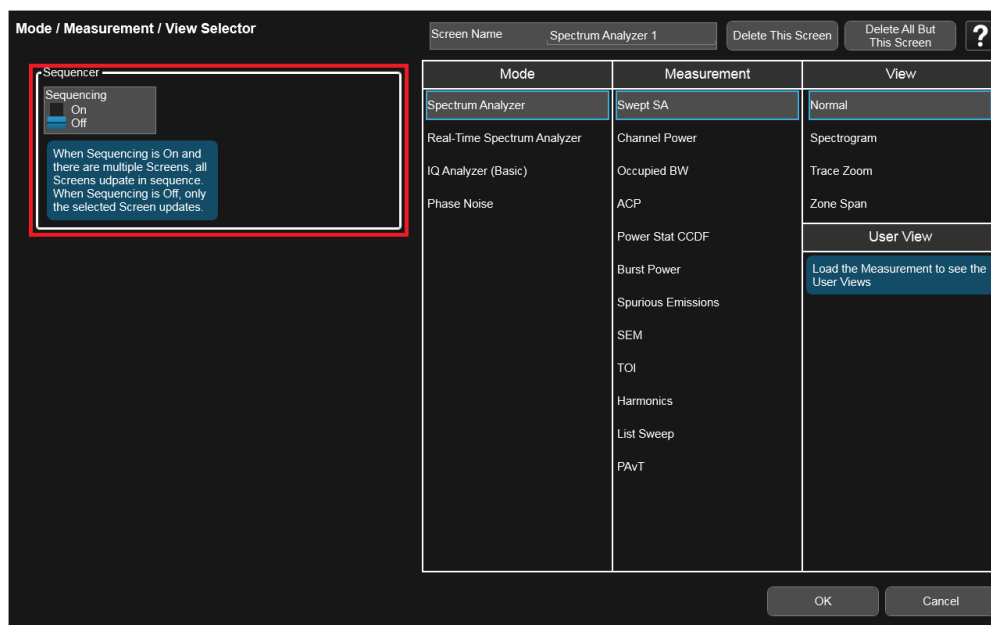 Mode / Measurement / View Selector
Screen Name
Spectrum Analyzer 1
Delete This Screen
Delete All But
This Screen
?
Sequencer
Sequencing
On
Off
When Sequencing is On and
there are multiple Screens, all
Screens udpate in sequence.
When Sequencing is Off, only
the selected Screen updates.
Mode
Spectrum Analyzer
Real-Time Spectrum Analyzer
IQ Analyzer (Basic)
Phase Noise
Measurement
Swept SA
Channel Power
Occupied BW
ACP
Power Stat CCDF
Burst Power
Spurious Emissions
SEM
TOI
Harmonics
List Sweep
PAvT
View
Normal
Spectrogram
Trace Zoom
Zone Span
User View
Load the Measurement to see the
User Views
OK
Cancel